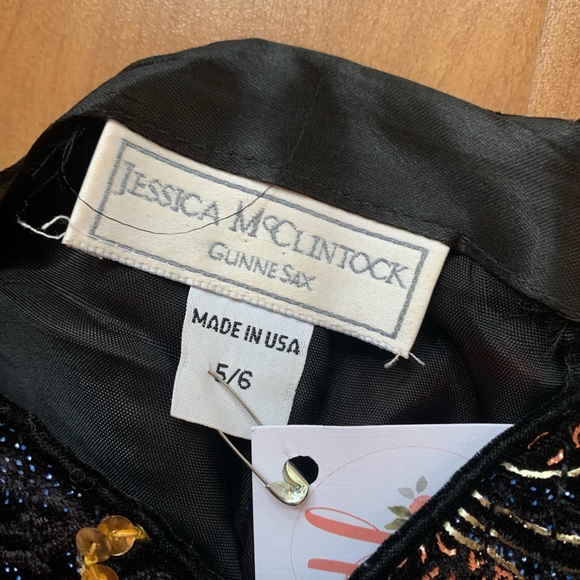 JESSICA McCLINTOCK
GUNNE SAX
MADE IN USA
5/6